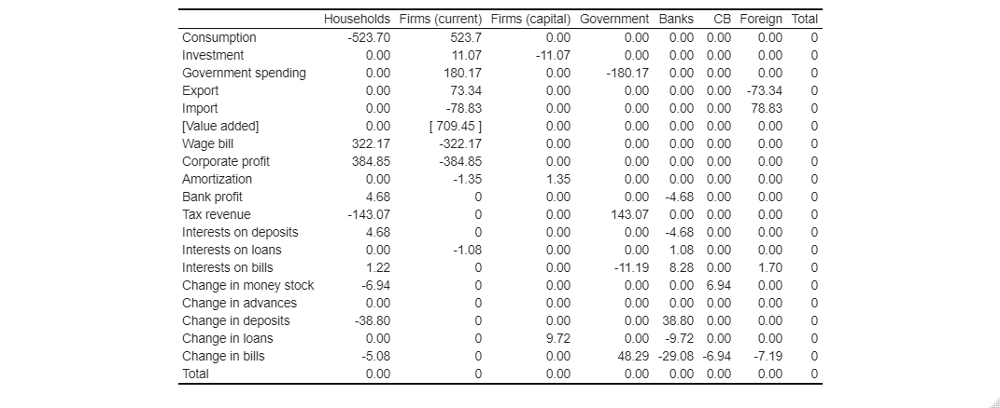 Households Firms (current) Firms (capital) Government Banks CB Foreign Total
Consumption -523.70 523.7 0.00 0.00 0.00 0.00 0.00 0
Investment 0.00 11.07 -11.07 0.00 0.00 0.00 0.00 0
Government spending 0.00 180.17 0.00 -180.17 0.00 0.00 0.00 0
Export 0.00 73.34 0.00 0.00 0.00 0.00 -73.34 0
Import 0.00 -78.83 0.00 0.00 0.00 0.00 78.83 0
[Value added] 0.00 [ 709.45 ] 0.00 0.00 0.00 0.00 0.00 0
Wage bill 322.17 -322.17 0.00 0.00 0.00 0.00 0.00 0
Corporate profit 384.85 -384.85 0.00 0.00 0.00 0.00 0.00 0
Amortization 0.00 -1.35 1.35 0.00 0.00 0.00 0.00 0
Bank profit 4.68 0 0.00 0.00 -4.68 0.00 0.00 0
Tax revenue -143.07 0 0.00 143.07 0.00 0.00 0.00 0
Interests on deposits 4.68 0 0.00 0.00 -4.68 0.00 0.00 0
Interests on loans 0.00 -1.08 0.00 0.00 1.08 0.00 0.00 0
Interests on bills 1.22 0 0.00 -11.19 8.28 0.00 1.70 0
Change in money stock -6.94 0 0.00 0.00 0.00 6.94 0.00 0
Change in advances 0.00 0 0.00 0.00 0.00 0.00 0.00 0
Change in deposits -38.80 0 0.00 0.00 38.80 0.00 0.00 0
Change in loans 0.00 0 9.72 0.00 -9.72 0.00 0.00 0
Change in bills -5.08 0 0.00 48.29 -29.08 -6.94 -7.19 0
Total 0.00 0 0.00 0.00 0.00 0.00 0.00 0